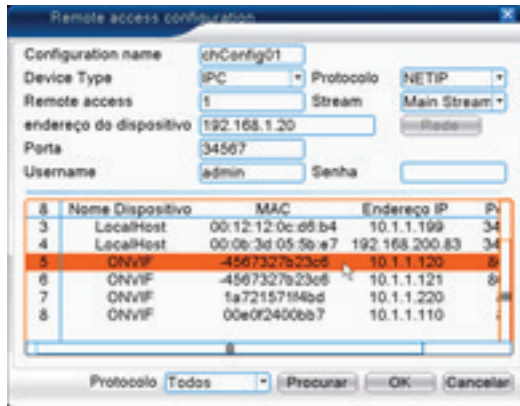 Remote access configuration
Configuration name chConfig01
Device Type IPC Protocolo NETIP
Remote access 1 Stream Main Stream
endereço do dispositivo 192.168.1.20 Rede
Porta 34567
Username admin Senha
8 Nome Dispositivo MAC Endereço IP
3 LocalHost 00:12:12:0c:d6:b4 10.1.1.199 34
4 LocalHost 00:0b:3d:05:5b:e7 192.168.200.83 34
5 ONVIF -4567327b23c6 10.1.1.120
6 ONVIF -4567327b23c6 10.1.1.121
7 ONVIF 10.1.1.220
8 ONVIF 00e0f2400bb7 10.1.1.110
Protocolo Todos Procurar OK Cancelar